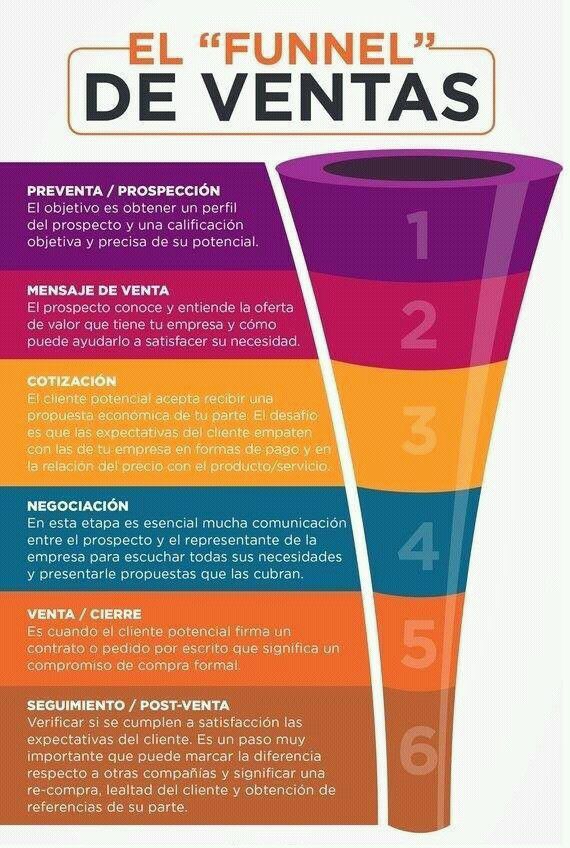 EL “FUNNEL”
DE VENTAS
PREVENTA / PROSPECCIÓN
El objetivo es obtener un perfil
del prospecto y una calificación
objetiva y precisa de su potencial.
1
MENSAJE DE VENTA
El prospecto conoce y entiende la oferta
de valor que tiene tu empresa y cómo
puede ayudarlo a satisfacer su necesidad.
2
COTIZACIÓN
El cliente potencial acepta recibir una
propuesta económica de tu parte. El desafío
es que las expectativas del cliente empaten
con las de tu empresa en formas de pago y en
la relación del precio con el producto/servicio.
3
NEGOCIACIÓN
En esta etapa es esencial mucha comunicación
entre el prospecto y el representante de la
empresa para escuchar todas sus necesidades
y presentarle propuestas que las cubran.
4
VENTA / CIERRE
Es cuando el cliente potencial firma un
contrato o pedido por escrito que significa un
compromiso de compra formal.
5
SEGUIMIENTO / POST-VENTA
Verificar si se cumplen a satisfacción las
expectativas del cliente. Es un paso muy
importante que puede marcar la diferencia
respecto a otras compañías y significar una
re-compra, lealtad del cliente y obtención de
referencias de su parte.
6